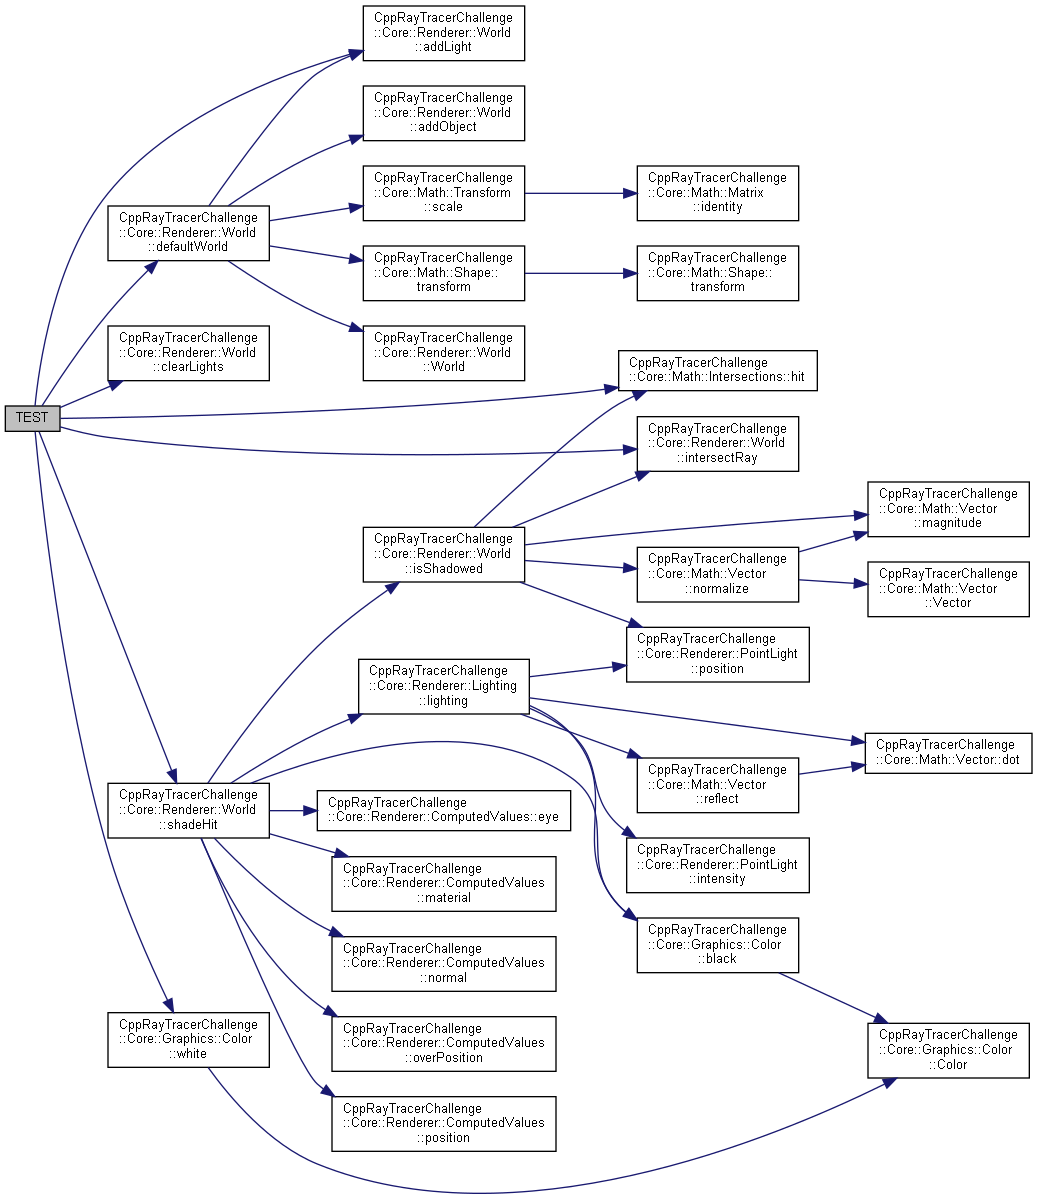 CppRayTracerChallenge
::Core::Renderer::World
::addLight
CppRayTracerChallenge
::Core::Renderer::World
::addObject
CppRayTracerChallenge
::Core::Math::Transform
::scale
CppRayTracerChallenge
::Core::Math::Matrix
::identity
CppRayTracerChallenge
::Core::Renderer::World
::defaultWorld
CppRayTracerChallenge
::Core::Math::Shape::
transform
CppRayTracerChallenge
::Core::Math::Shape::
transform
CppRayTracerChallenge
::Core::Renderer::World
::clearLights
CppRayTracerChallenge
::Core::Renderer::World
::World
CppRayTracerChallenge
::Core::Math::Intersections::hit
TEST
CppRayTracerChallenge
::Core::Renderer::World
::intersectRay
CppRayTracerChallenge
::Core::Math::Vector
::magnitude
CppRayTracerChallenge
::Core::Renderer::World
::isShadowed
CppRayTracerChallenge
::Core::Math::Vector
::normalize
CppRayTracerChallenge
::Core::Math::Vector
::Vector
CppRayTracerChallenge
::Core::Renderer::PointLight
::position
CppRayTracerChallenge
::Core::Renderer::Lighting
::lighting
CppRayTracerChallenge
::Core::Math::Vector::dot
CppRayTracerChallenge
::Core::Math::Vector
::reflect
CppRayTracerChallenge
::Core::Renderer::World
::shadeHit
CppRayTracerChallenge
::Core::Renderer::ComputedValues::eye
CppRayTracerChallenge
::Core::Renderer::PointLight
::intensity
CppRayTracerChallenge
::Core::Renderer::ComputedValues
::material
CppRayTracerChallenge
::Core::Graphics::Color
::black
CppRayTracerChallenge
::Core::Renderer::ComputedValues
::normal
CppRayTracerChallenge
::Core::Graphics::Color
::white
CppRayTracerChallenge
::Core::Renderer::ComputedValues
::overPosition
CppRayTracerChallenge
::Core::Graphics::Color
::Color
CppRayTracerChallenge
::Core::Renderer::ComputedValues
::position